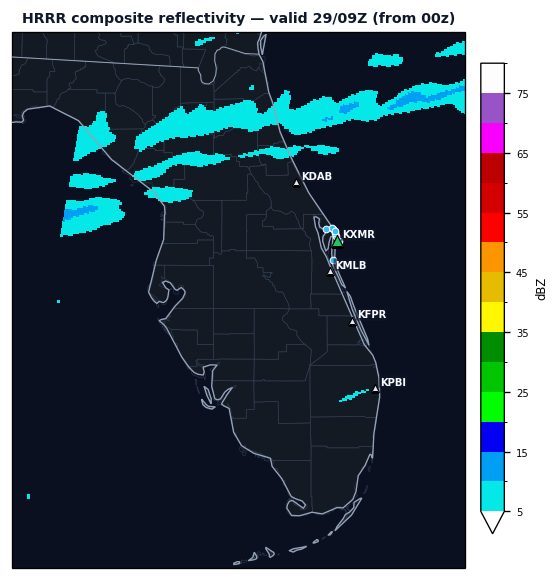 HRRR composite reflectivity — valid 29/09Z (from 00z)
75
65
55
45
35
25
15
5
dBZ
KDAB
KXMR
KMLB
KFPR
KPBI